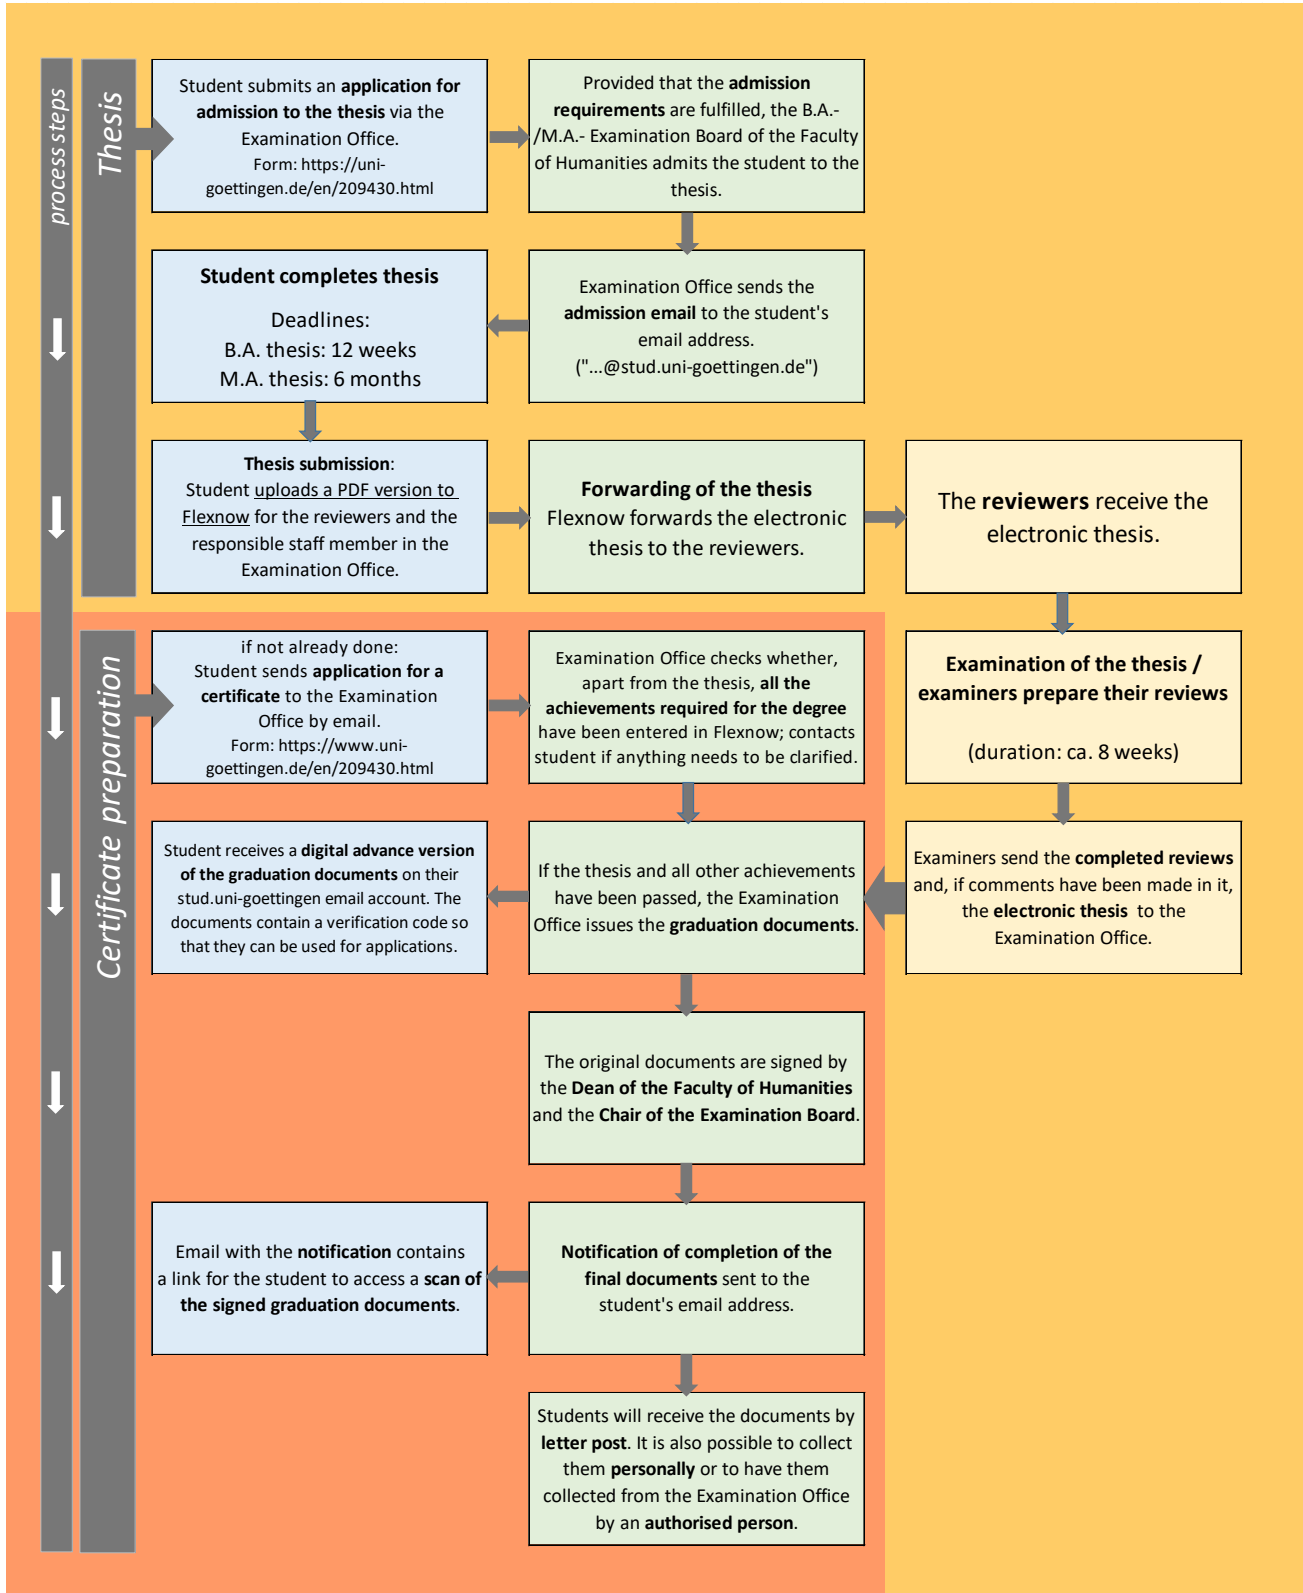 process steps
Thesis
Student submits an application for
admission to the thesis via the
Examination Office.
Form: https://uni-
goettingen.de/en/209430.html
Provided that the admission
requirements are fulfilled, the B.A.-
/M.A.- Examination Board of the Faculty
of Humanities admits the student to the
thesis.
Student completes thesis
Deadlines:
B.A. thesis: 12 weeks
M.A. thesis: 6 months
Examination Office sends the
admission email to the student's
email address.
("...@stud.uni-goettingen.de")
Thesis submission:
Student uploads a PDF version to
Flexnow for the reviewers and the
responsible staff member in the
Examination Office.
Forwarding of the thesis
Flexnow forwards the electronic
thesis to the reviewers.
The reviewers receive the
electronic thesis.
Certificate preparation
if not already done:
Student sends application for a
certificate to the Examination
Office by email.
Form: https://www.uni-
goettingen.de/en/209430.html
Examination Office checks whether,
apart from the thesis, all the
achievements required for the degree
have been entered in Flexnow; contacts
student if anything needs to be clarified.
Examination of the thesis /
examiners prepare their reviews
(duration: ca. 8 weeks)
Student receives a digital advance version
of the graduation documents on their
stud.uni-goettingen email account. The
documents contain a verification code so
that they can be used for applications.
If the thesis and all other achievements
have been passed, the Examination
Office issues the graduation documents.
Examiners send the completed reviews
and, if comments have been made in it,
the electronic thesis to the
Examination Office.
The original documents are signed by
the Dean of the Faculty of Humanities
and the Chair of the Examination Board.
Email with the notification contains
a link for the student to access a scan of
the signed graduation documents.
Notification of completion of the
final documents sent to the
student's email address.
Students will receive the documents by
letter post. It is also possible to collect
them personally or to have them
collected from the Examination Office
by an authorised person.